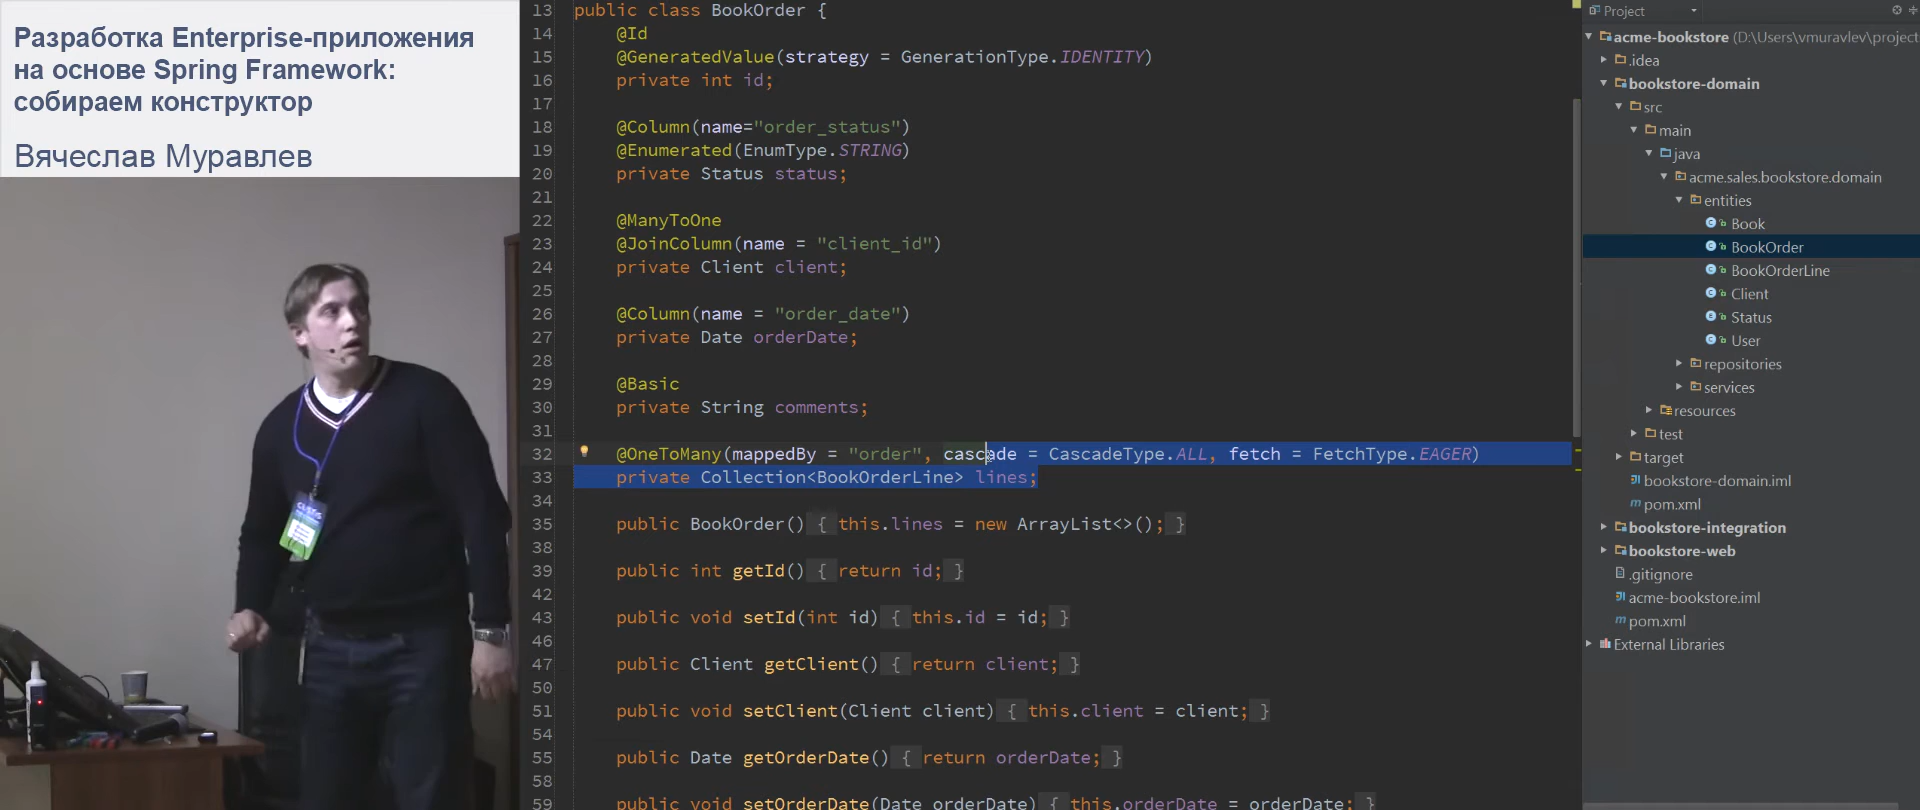 Разработка Enterprise-приложения
на основе Spring Framework:
собираем конструктор
Вячеслав Муравлев
13 public class BookOrder {
14 @Id
15 @GeneratedValue(strategy = GenerationType.IDENTITY)
16 private int id;
17
18 @Column(name="order_status")
19 @Enumerated(EnumType.STRING)
20 private Status status;
21
22 @ManyToOne
23 @JoinColumn(name = "client_id")
24 private Client client;
25
26 @Column(name = "order_date")
27 private Date orderDate;
28
29 @Basic
30 private String comments;
31
32 @OneToMany(mappedBy = "order", cascade = CascadeType.ALL, fetch = FetchType.EAGER)
33 private Collection<BookOrderLine> lines;
34
35 public BookOrder() { this.lines = new ArrayList<>(); }
38
39 public int getId() { return id; }
42
43 public void setId(int id) { this.id = id; }
46
47 public Client getClient() { return client; }
50
51 public void setClient(Client client) { this.client = client; }
54
55 public Date getOrderDate() { return orderDate; }
58
59 public void setOrderDate(Date orderDate) { this.orderDate = orderDate; }
Project
acme-bookstore (D:\Users\vmuravlev\project
.idea
bookstore-domain
src
main
java
acme.sales.bookstore.domain
entities
Book
BookOrder
BookOrderLine
Client
Status
User
repositories
services
resources
test
target
bookstore-domain.iml
pom.xml
bookstore-integration
bookstore-web
.gitignore
acme-bookstore.iml
pom.xml
External Libraries